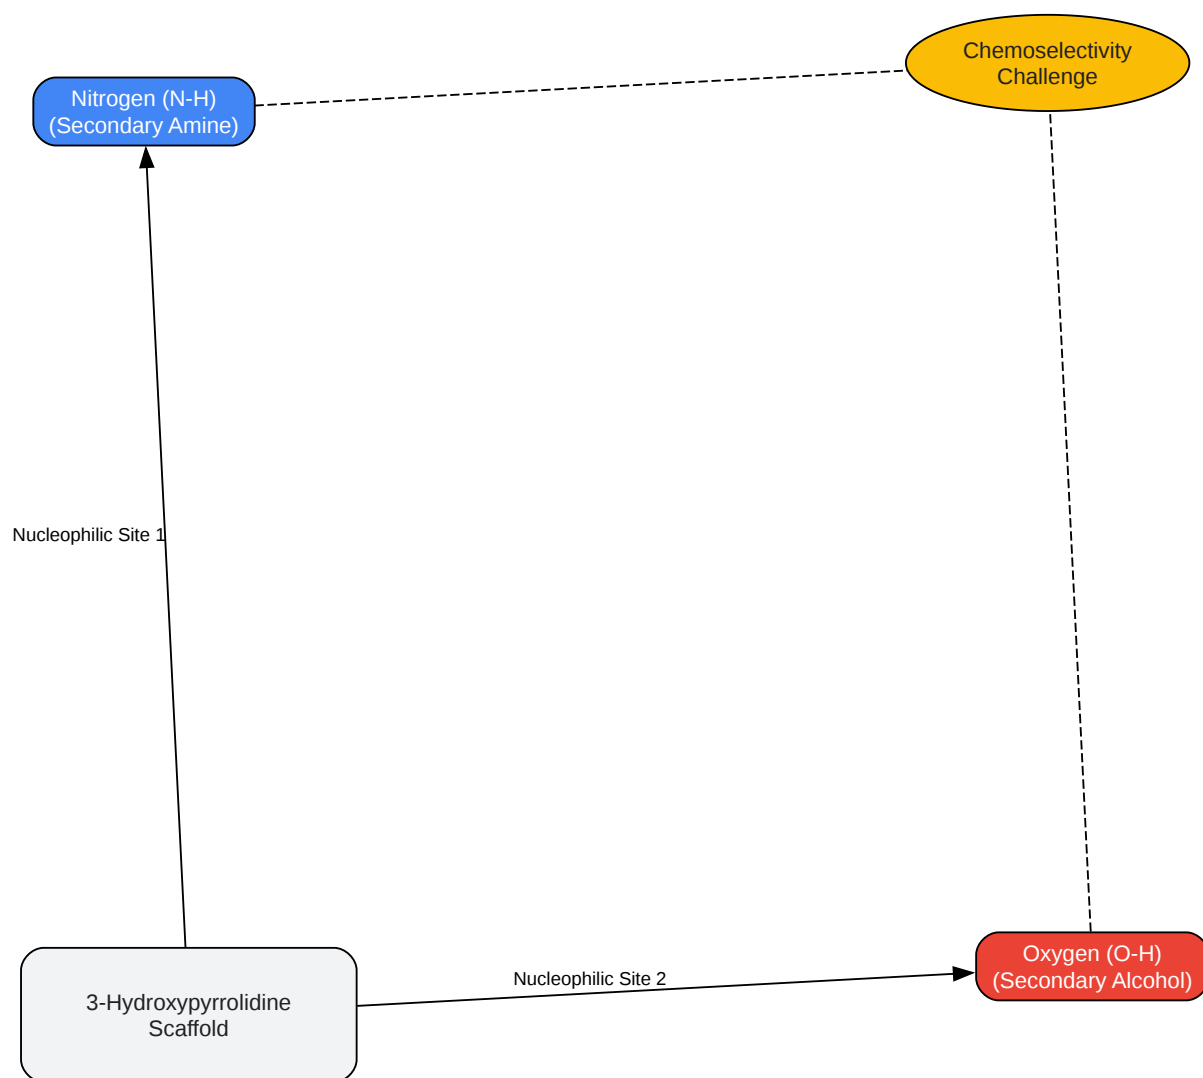 Chemoselectivity
Challenge
Nitrogen (N-H)
(Secondary Amine)
Nucleophilic Site 1
Oxygen (O-H)
(Secondary Alcohol)
Nucleophilic Site 2
3-Hydroxypyrrolidine
Scaffold